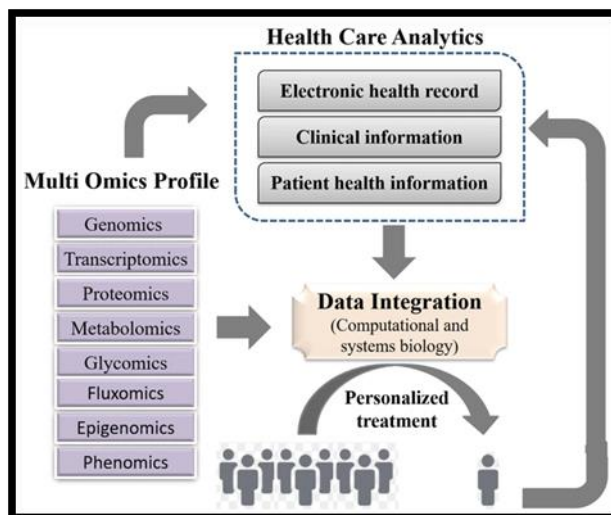 Health Care Analytics
Electronic health record
Clinical information
Patient health information
Multi Omics Profile
Genomics
Transcriptomics
Proteomics
Metabolomics
Glycomics
Fluxomics
Epigenomics
Phenomics
Data Integration
(Computational and
systems biology)
Personalized
treatment